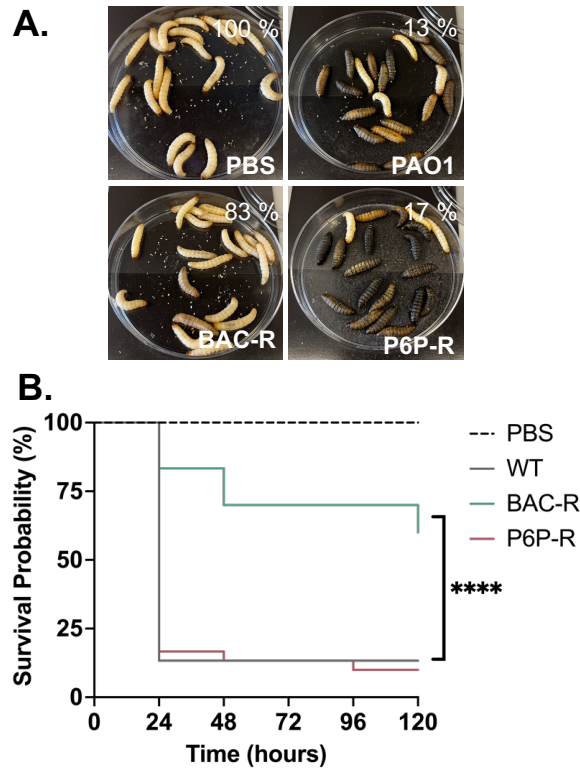 A.
100 %
PBS
13 %
PAO1
83 %
BAC-R
17 %
P6P-R
B.
Survival Probability (%)
100
75
50
25
0
0 24 48 72 96 120
Time (hours)
PBS
WT
BAC-R
P6P-R
****